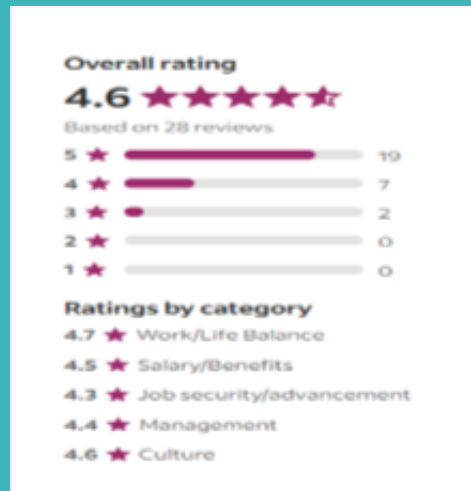 Overall rating
4.6
Based on 28 reviews
5 19
4 7
3 2
2 0
1 0
Ratings by category
4.7 Work/Life Balance
4.5 Salary/Benefits
4.3 Job security/advancement
4.4 Management
4.6 Culture